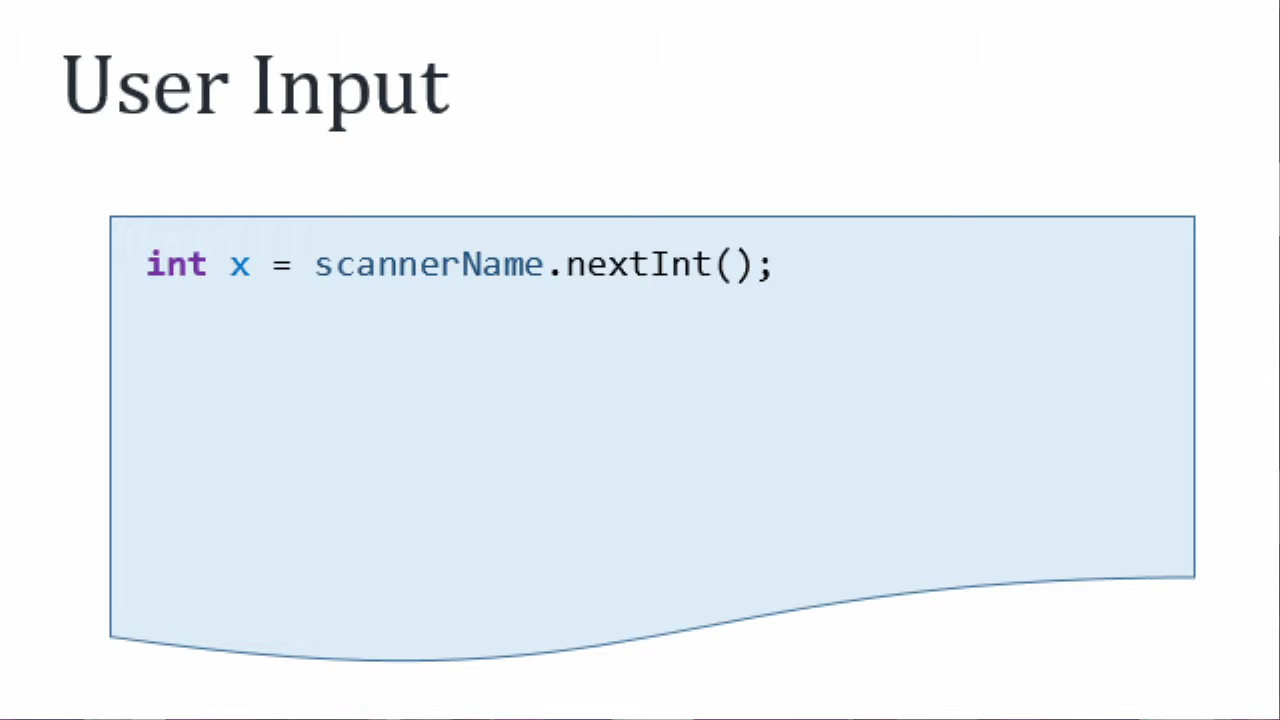 User Input
int x = scannerName.nextInt();